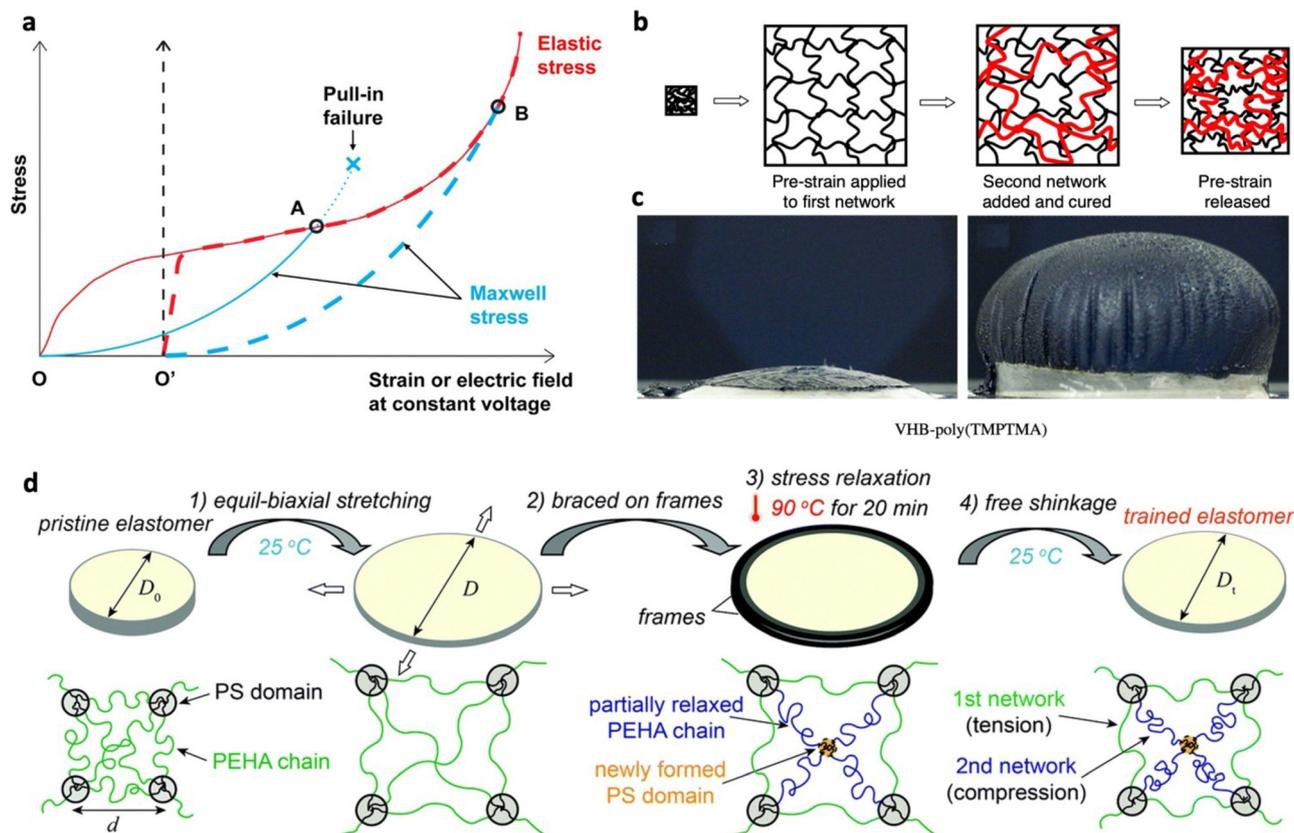 a
Elastic
stress
Pull-in
failure
B
A
Stress
Maxwell
stress
O
O'
Strain or electric field
at constant voltage
b
Pre-strain applied
to first network
Second network
added and cured
Pre-strain
released
c
VHB-poly(TMPTMA)
d
pristine elastomer
1) equil-biaxial stretching
25 °C
2) braced on frames
3) stress relaxation
90 °C for 20 min
4) free shinkage
25 °C
trained elastomer
D0
D
frames
Dt
PS domain
PEHA chain
d
partially relaxed
PEHA chain
newly formed
PS domain
1st network
(tension)
2nd network
(compression)